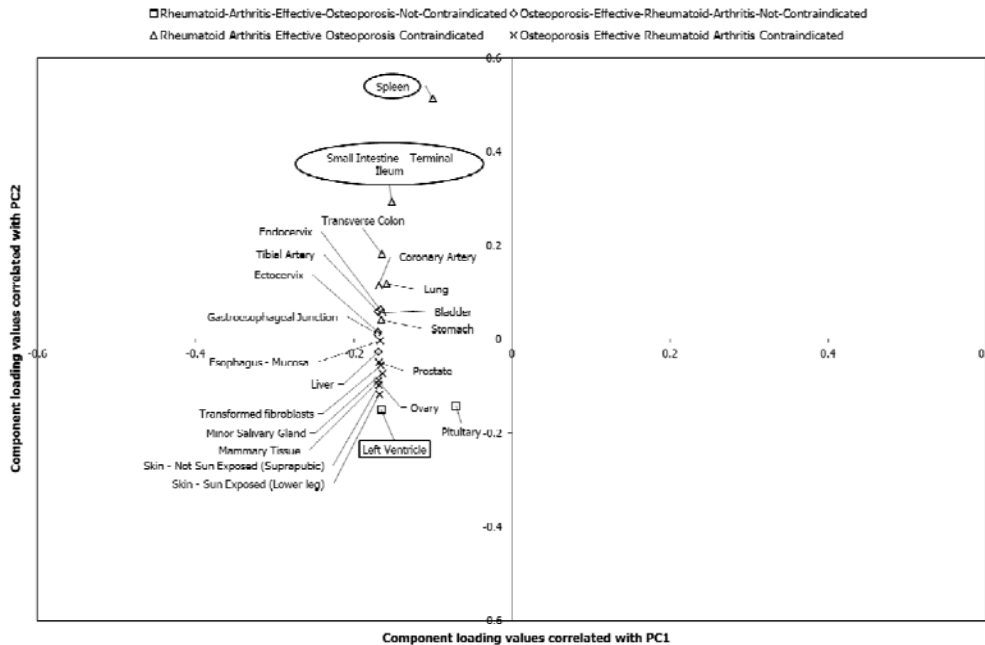 Rheumatoid-Arthritis-Effective-Osteoporosis-Not-Contraindicated Osteoporosis-Effective-Rheumatoid-Arthritis-Not-Contraindicated
Rheumatoid Arthritis Effective Osteoporosis Contraindicated Osteoporosis Effective Rheumatoid Arthritis Contraindicated
0.6
Spleen
0.4
Small Intestine Terminal
Ileum
Transverse Colon
Endocervix
0.2
Tibial Artery
Coronary Artery
Ectocervix
Lung
Gastroesophageal Junction
Bladder
Stomach
0
-0.6 -0.2 0 0.2 0.4
Esophagus - Mucosa
Prostate
Liver
Transformed fibroblasts
Ovary
Minor Salivary Gland
Pituitary
-0.2
Mammary Tissue
Left Ventricle
Skin - Not Sun Exposed (Suprapubic)
Skin - Sun Exposed (Lower leg)
-0.4
-0.6
Component loading values correlated with PC2
Component loading values correlated with PC1